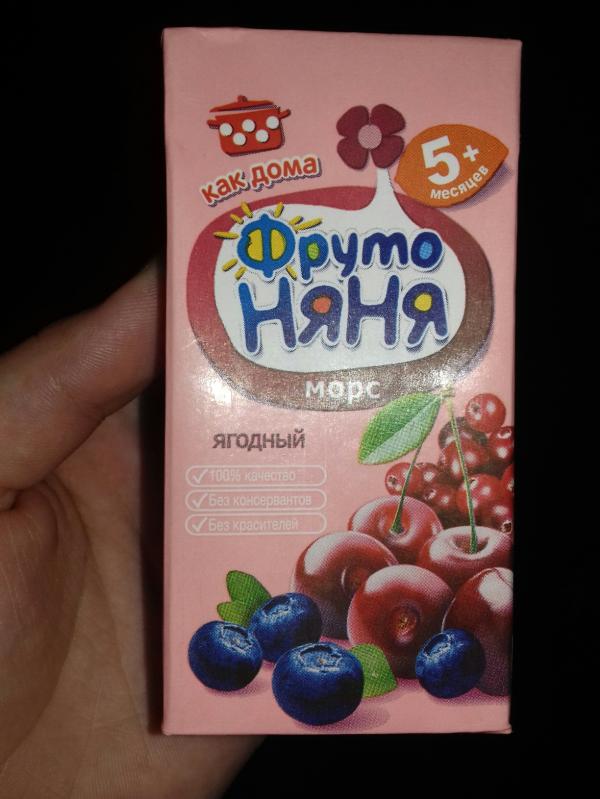 как дома
5+
месяцев
Фруто
НЯНЯ
морс
ягодный
100% качество
Без консервантов
Без красителей